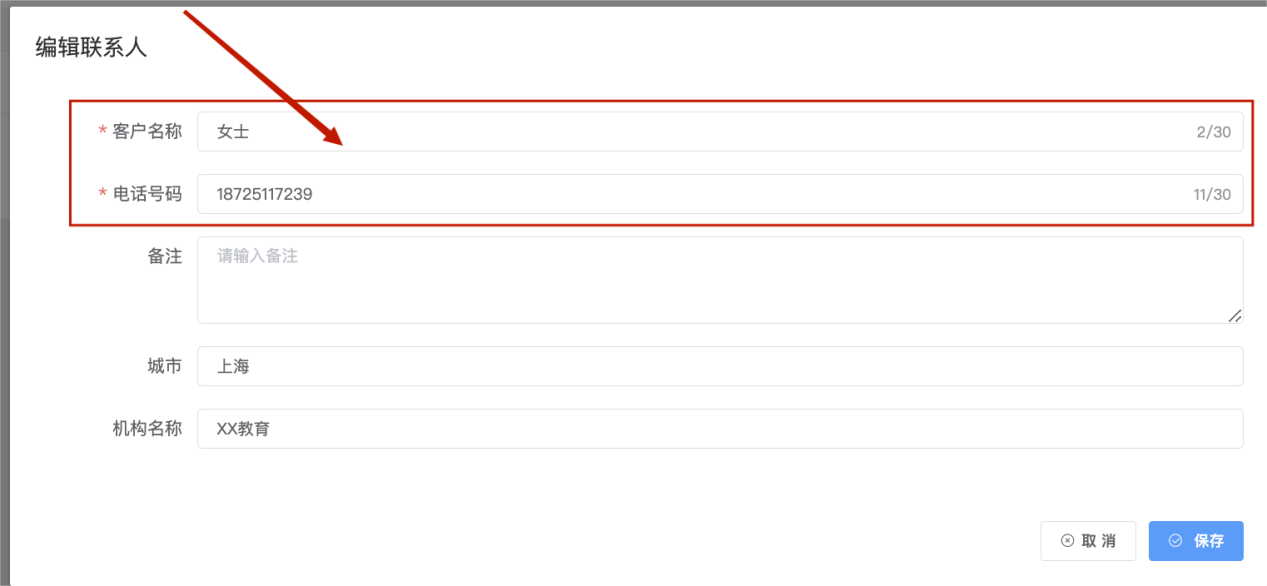 编辑联系人
* 客户名称 女士 2/30
* 电话号码 18725117239 11/30
备注 请输入备注
城市 上海
机构名称 XX教育
取消 保存